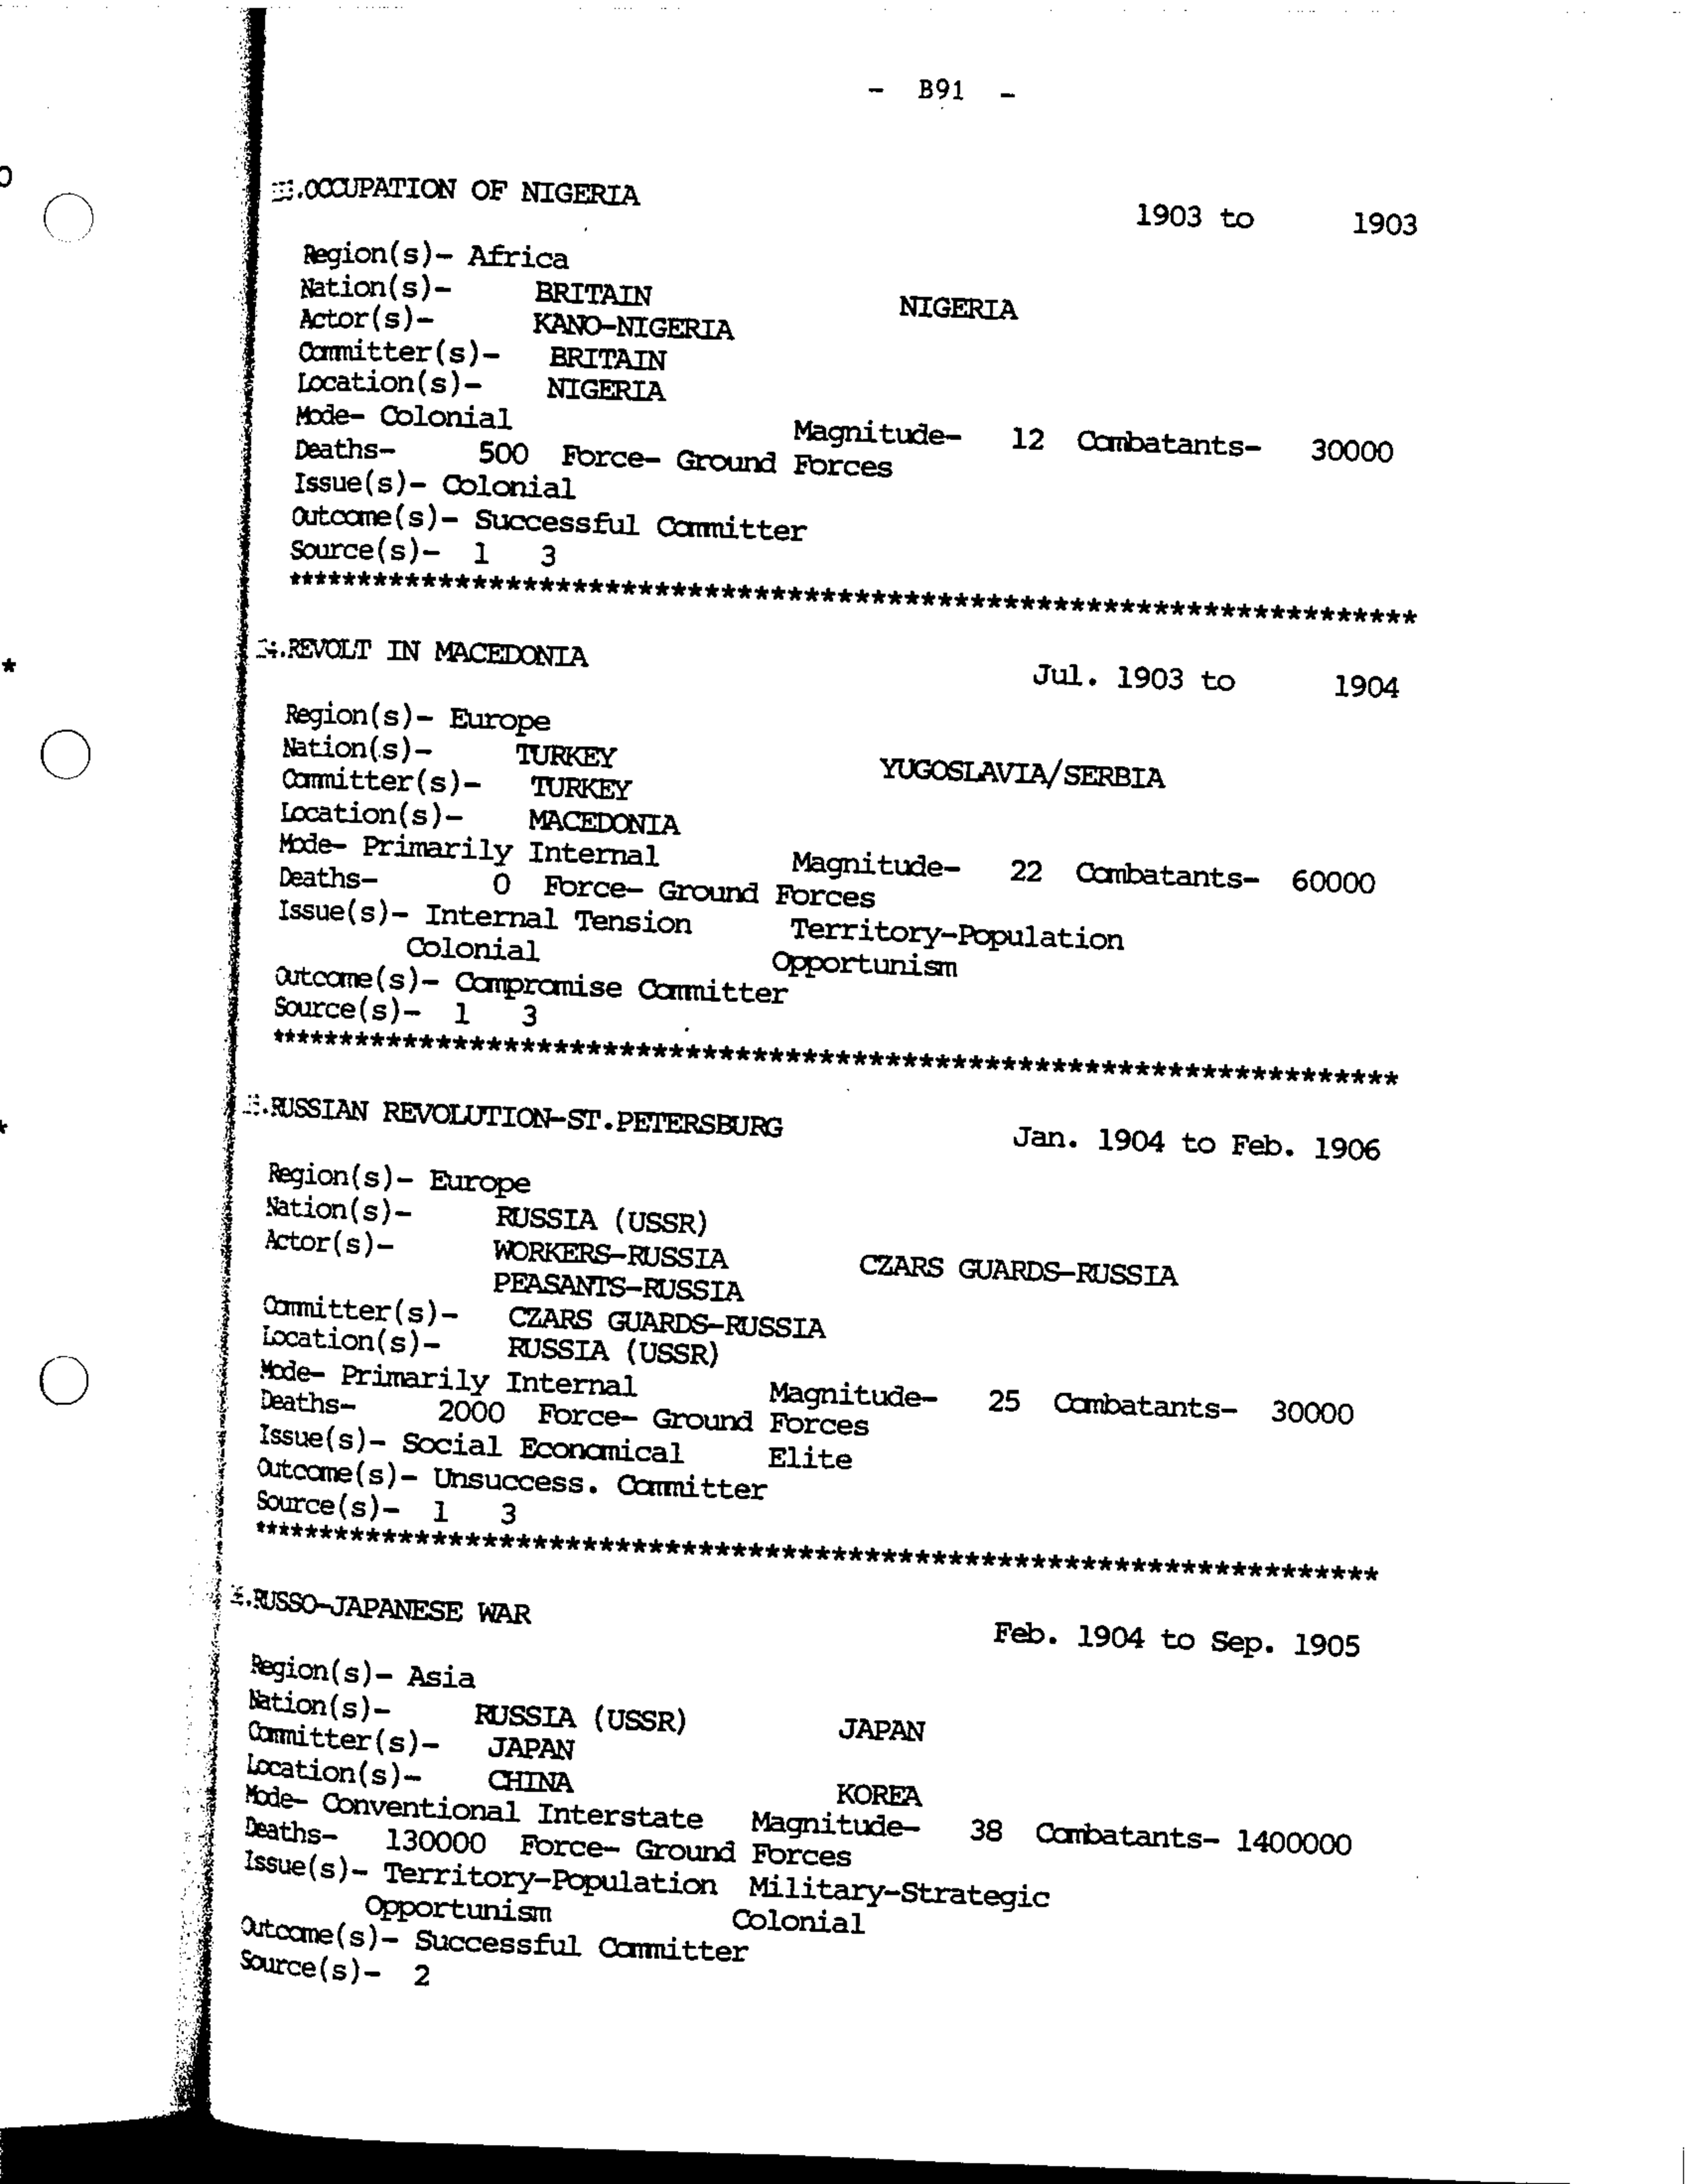 - B91 -
.OCCUPATION OF NIGERIA 1903 to 1903
Region(s)- Africa
Nation(s)- BRITAIN NIGERIA
Actor(s)- KANO-NIGERIA
Committer(s)- BRITAIN
Location(s)- NIGERIA
Mode- Colonial Magnitude- 12 Combatants- 30000
Deaths- 500 Force- Ground Forces
Issue(s)- Colonial
Outcome(s)- Successful Committer
Source(s)- 1 3
********************************************************************
.REVOLT IN MACEDONIA Jul. 1903 to 1904
Region(s)- Europe
Nation(s)- TURKEY YUGOSLAVIA/SERBIA
Committer(s)- TURKEY
Location(s)- MACEDONIA
Mode- Primarily Internal Magnitude- 22 Combatants- 60000
Deaths- 0 Force- Ground Forces
Issue(s)- Internal Tension Territory-Population
Colonial Opportunism
Outcome(s)- Compromise Committer
Source(s)- 1 3
********************************************************************
.RUSSIAN REVOLUTION-ST.PETERSBURG Jan. 1904 to Feb. 1906
Region(s)- Europe
Nation(s)- RUSSIA (USSR)
Actor(s)- WORKERS-RUSSIA CZARS GUARDS-RUSSIA
PEASANTS-RUSSIA
Committer(s)- CZARS GUARDS-RUSSIA
Location(s)- RUSSIA (USSR)
Mode- Primarily Internal Magnitude- 25 Combatants- 30000
Deaths- 2000 Force- Ground Forces
Issue(s)- Social Economical Elite
Outcome(s)- Unsuccess. Committer
Source(s)- 1 3
********************************************************************
.RUSSO-JAPANESE WAR Feb. 1904 to Sep. 1905
Region(s)- Asia
Nation(s)- RUSSIA (USSR) JAPAN
Committer(s)- JAPAN
Location(s)- CHINA KOREA
Mode- Conventional Interstate Magnitude- 38 Combatants- 1400000
Deaths- 130000 Force- Ground Forces
Issue(s)- Territory-Population Military-Strategic
Opportunism Colonial
Outcome(s)- Successful Committer
Source(s)- 2